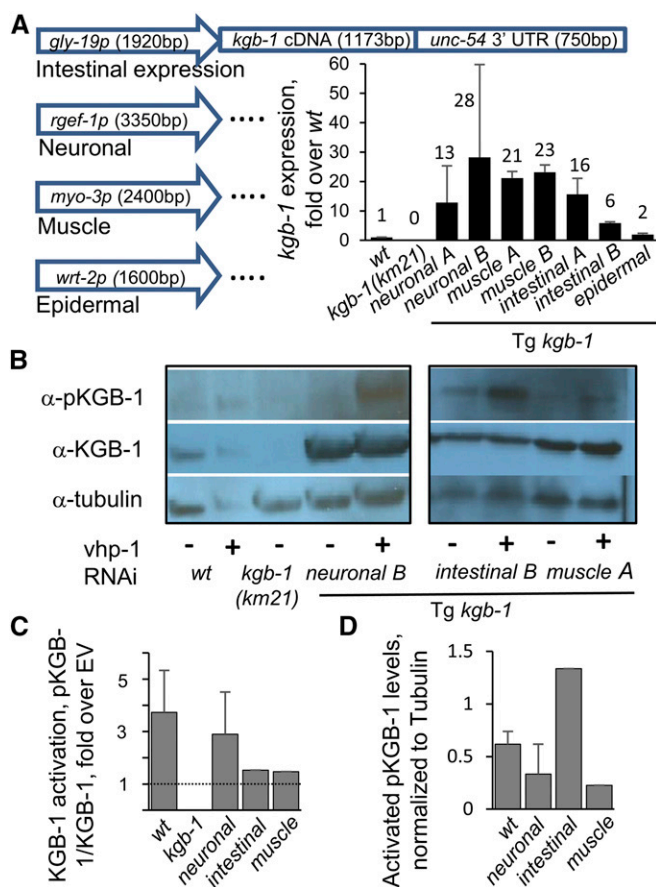 A
gly-19p (1920bp) kgb-1 cDNA (1173bp) unc-54 3' UTR (750bp)
Intestinal expression
rgef-1p (3350bp) ....
Neuronal
myo-3p (2400bp) ....
Muscle
wrt-2p (1600bp) ....
Epidermal
kgb-1 expression,
fold over wt
60
50
40
30
20
10
0
1
0
13
28
21
23
16
6
2
wt
kgb-1(km21)
neuronal A
neuronal B
muscle A
muscle B
intestinal A
intestinal B
epidermal
Tg kgb-1
B
α-pKGB-1
α-KGB-1
α-tubulin
vhp-1
RNAi
- + - - + - + - +
wt kgb-1 neuronal B intestinal B muscle A
(km21)
Tg kgb-1
C
KGB-1 activation, pKGB-
1/KGB-1, fold over EV
5
3
1
wt
kgb-1
neuronal
intestinal
muscle
D
Activated pKGB-1 levels,
normalized to Tubulin
1.5
1
0.5
0
wt
neuronal
intestinal
muscle